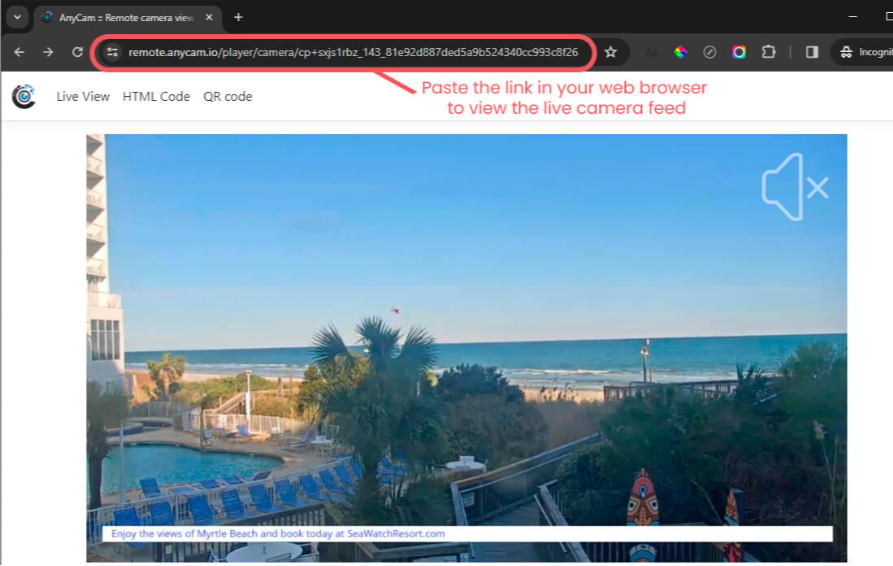 AnyCam :: Remote camera view
remote.anycam.io/player/camera/cp+sxjs1rbz_143_81e92d887ded5a9b524340cc993c8f26
Incognit
Paste the link in your web browser
to view the live camera feed
Live View HTML Code QR code
Enjoy the views of Myrtle Beach and book today at SeaWatchResort.com